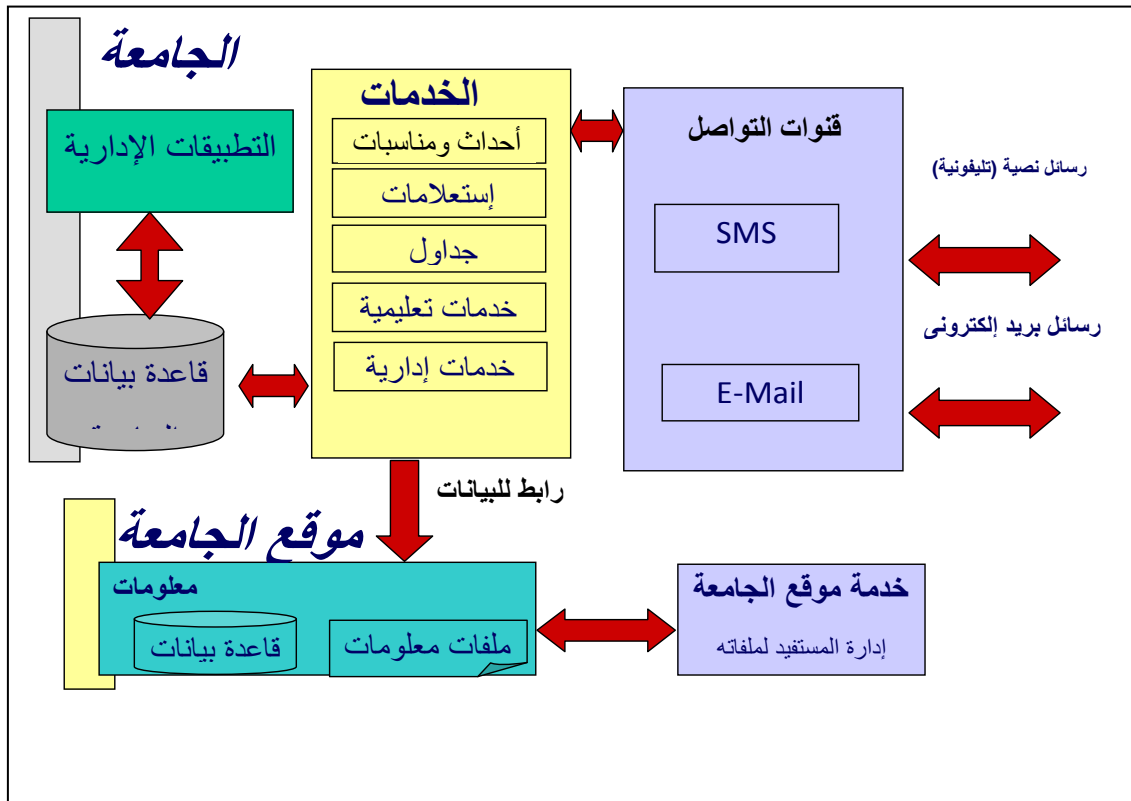 الجامعة
التطبيقات الإدارية
قاعدة بيانات
الخدمات
أحداث ومناسبات
إستعلامات
جداول
خدمات تعليمية
خدمات إدارية
قنوات التواصل
SMS
E-Mail
رسائل نصية (تليفونية)
رسائل بريد إلكترونى
رابط للبيانات
موقع الجامعة
معلومات
قاعدة بيانات
ملفات معلومات
خدمة موقع الجامعة
إدارة المستفيد لملفاته